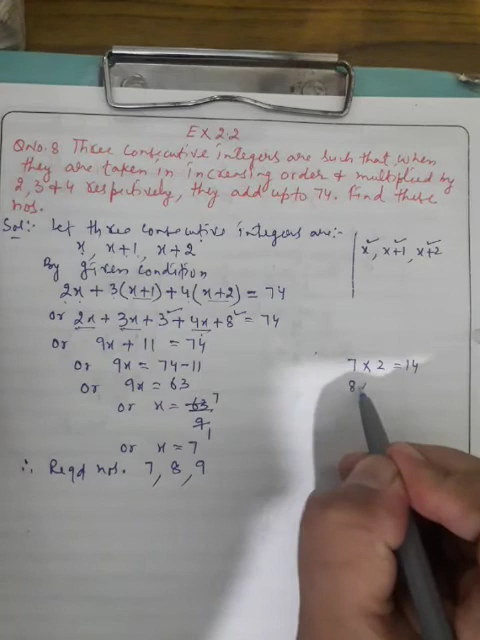 EX 2.2
Q.No. 8 Three consecutive integers are such that when
they are taken in increasing order & multiplied by
2, 3 & 4 respectively, they add up to 74. Find these
nos.
Sol:- Let three consecutive integers are:-
x, x+1, x+2
By given condition
2x + 3(x+1) + 4(x+2) = 74
or 2x + 3x + 3 + 4x + 8 = 74
or 9x + 11 = 74
or 9x = 74-11
or 9x = 63
or x = 63/9 7 1
or x = 7
∴ Reqd nos. 7, 8, 9
x, x+1, x+2
7 x 2 = 14
8